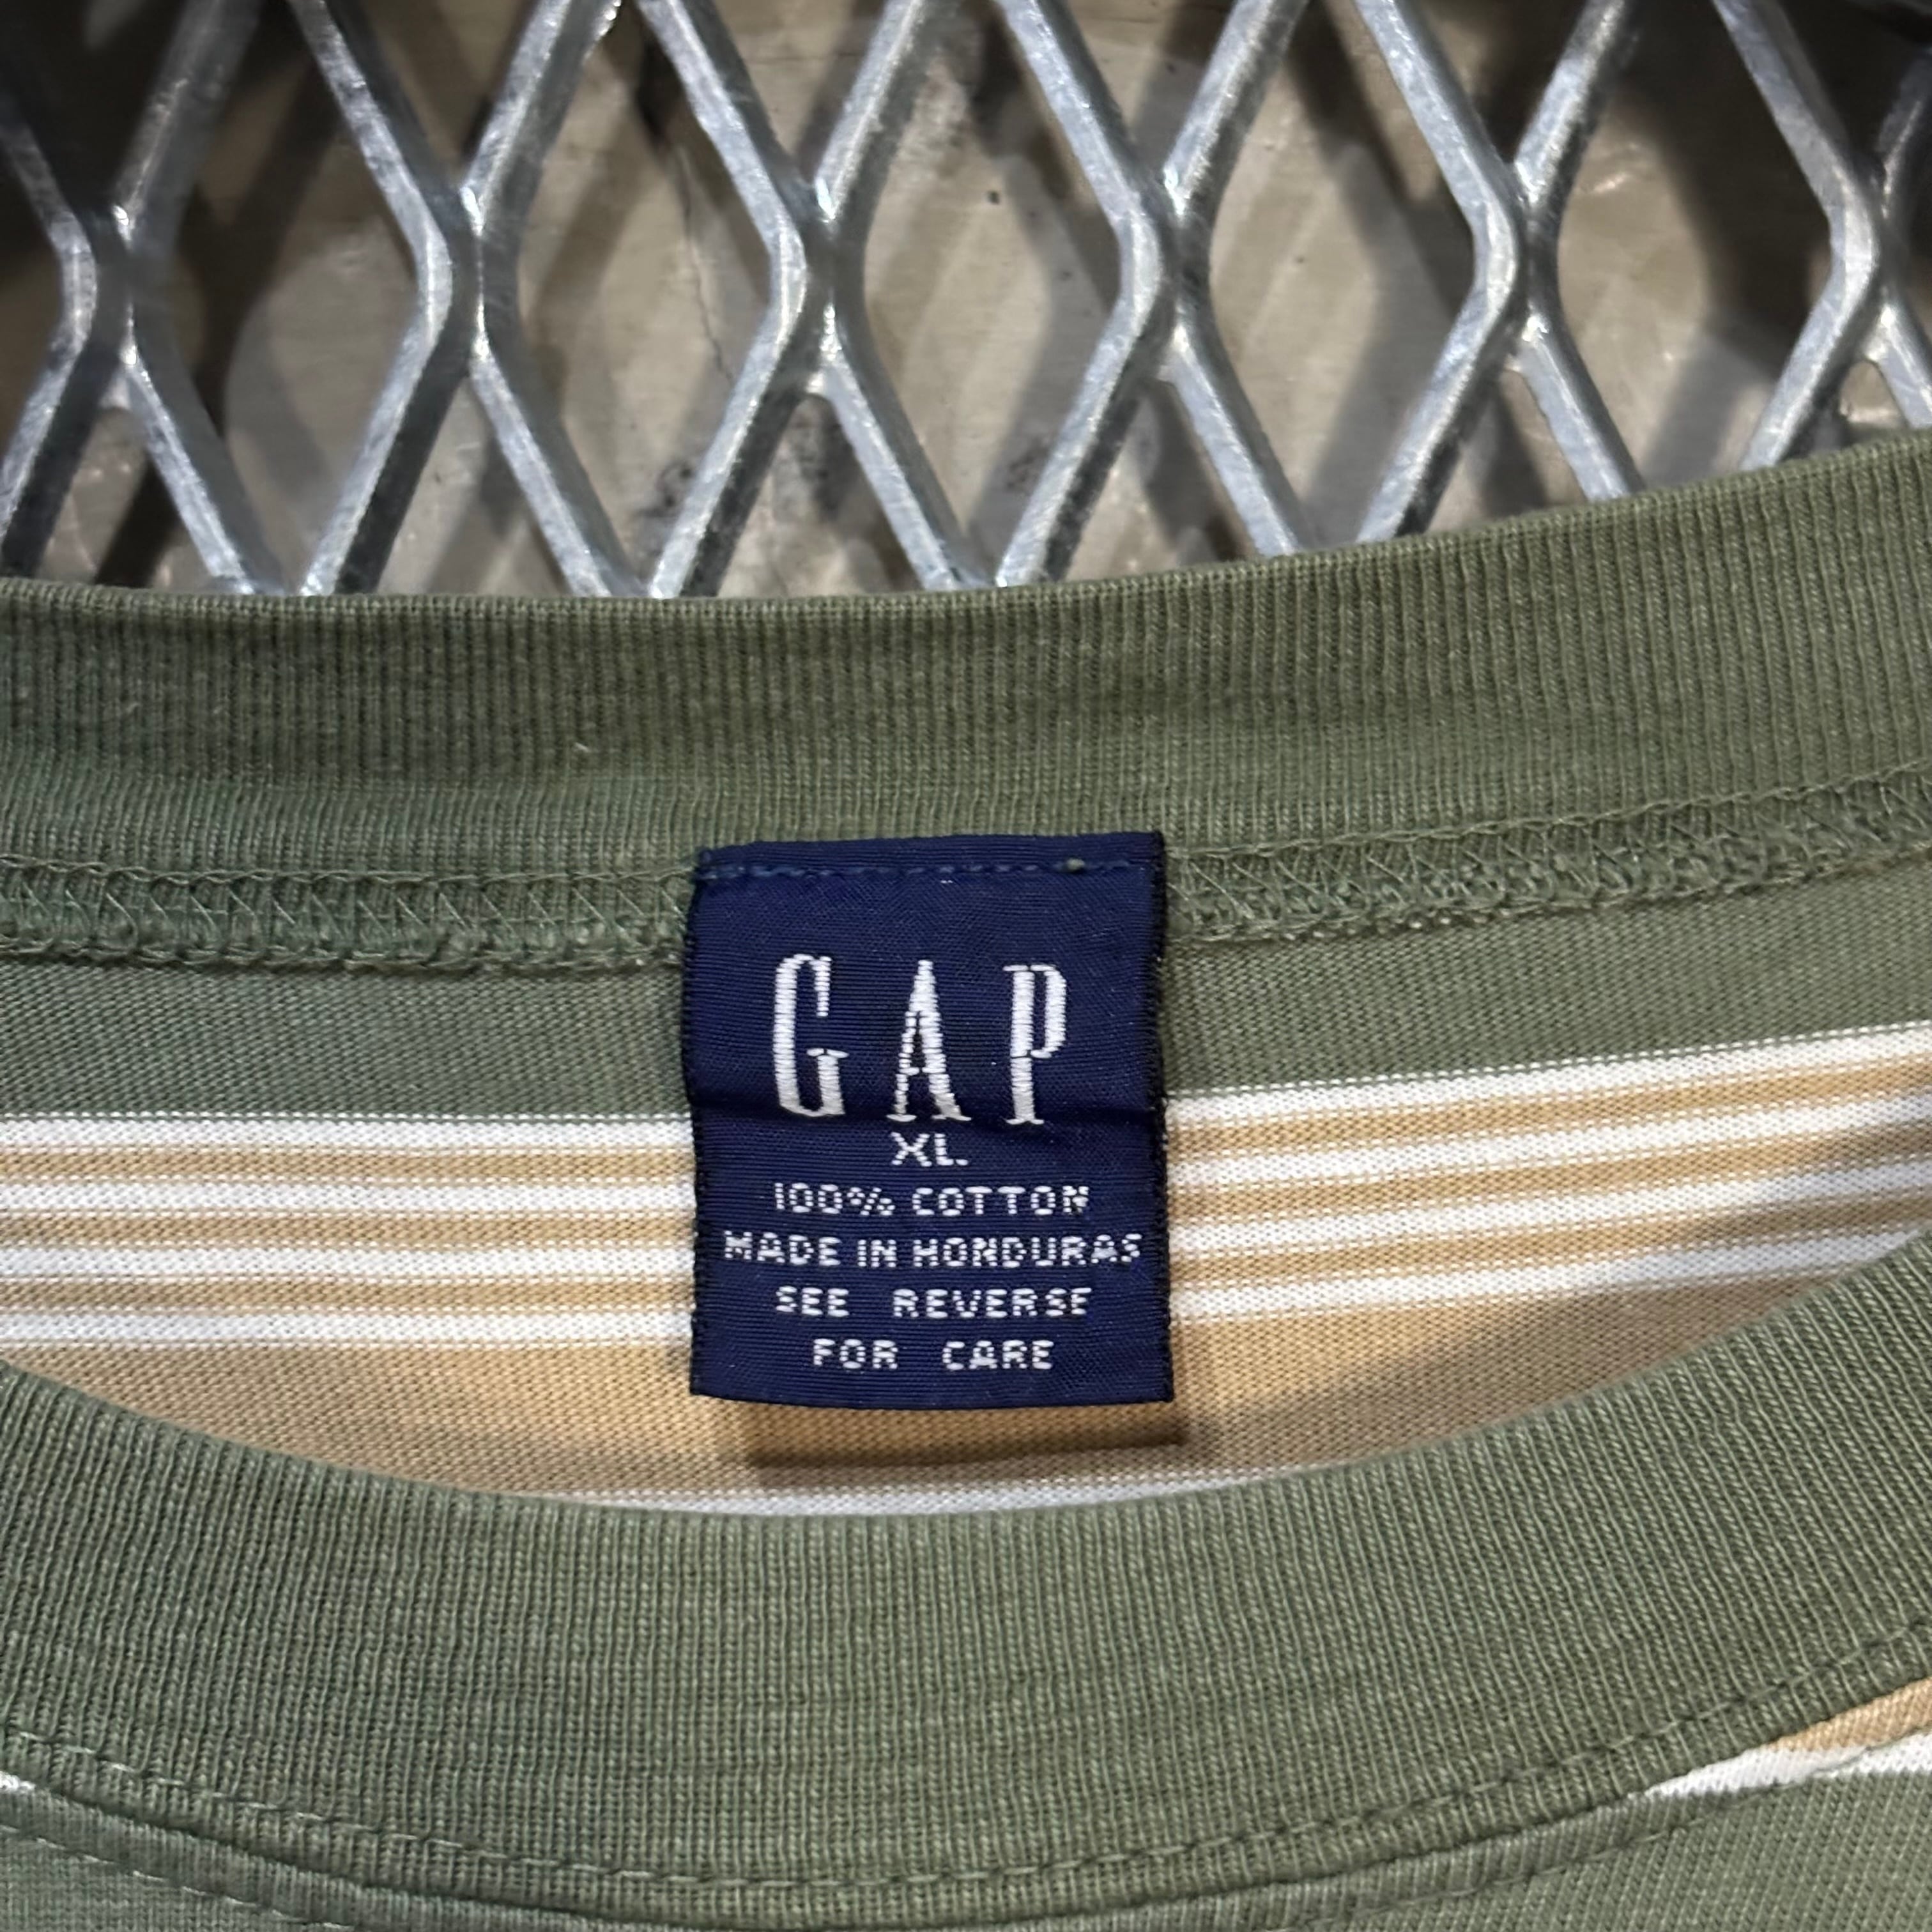 GAP
XL
100% COTTON
MADE IN HONDURAS
SEE REVERSE
FOR CARE